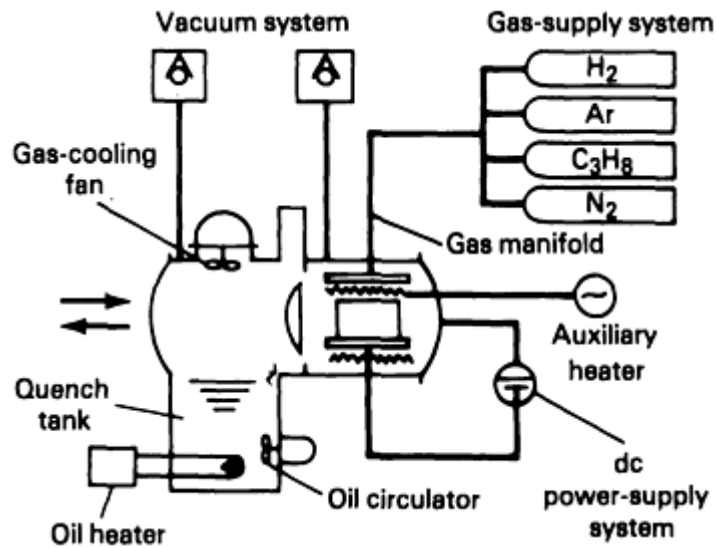 Vacuum system
Gas-supply system
H₂
Ar
C₃H₈
N₂
Gas-cooling
fan
Gas manifold
Auxiliary
heater
Quench
tank
Oil circulator
Oil heater
dc
power-supply
system